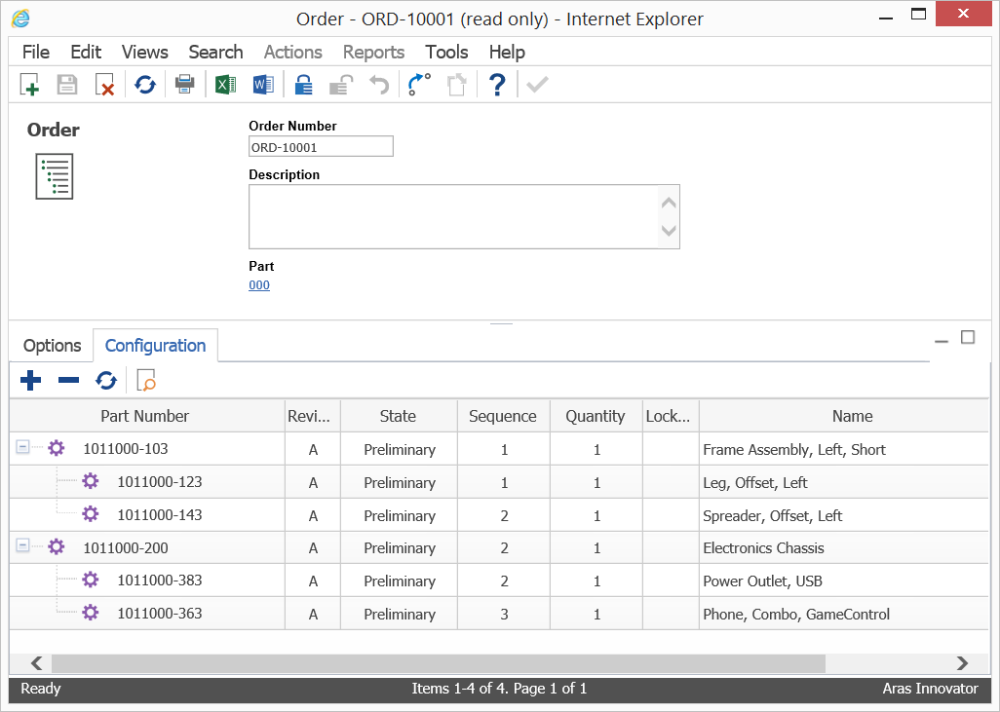 Order - ORD-10001 (read only) - Internet Explorer
File Edit Views Search Actions Reports Tools Help
Order
Order Number
ORD-10001
Description
Part
000
Options Configuration
Part Number Revi... State Sequence Quantity Lock... Name
1011000-103 A Preliminary 1 1 Frame Assembly, Left, Short
1011000-123 A Preliminary 1 1 Leg, Offset, Left
1011000-143 A Preliminary 2 1 Spreader, Offset, Left
1011000-200 A Preliminary 2 1 Electronics Chassis
1011000-383 A Preliminary 2 1 Power Outlet, USB
1011000-363 A Preliminary 3 1 Phone, Combo, GameControl
Ready Items 1-4 of 4. Page 1 of 1 Aras Innovator